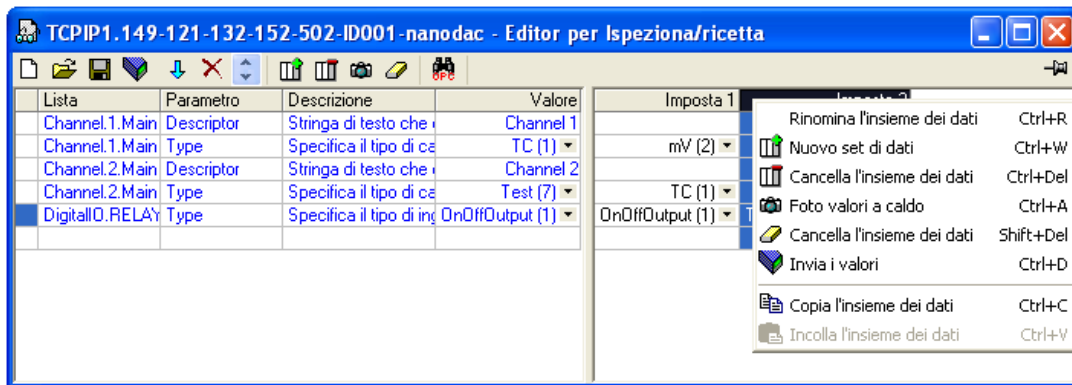 TCPIP1.149-121-132-152-502-ID001-nanodac - Editor per Ispeziona/ricetta
OPC
Lista Parametro Descrizione Valore Imposta 1
Channel.1.Main Descriptor Stringa di testo che Channel 1
Channel.1.Main Type Specifica il tipo di ca TC (1) mV (2)
Channel.2.Main Descriptor Stringa di testo che Channel 2
Channel.2.Main Type Specifica il tipo di ca Test (7) TC (1)
DigitalIO.RELAY Type Specifica il tipo di ing OnOffOutput (1) OnOffOutput (1)
Rinomina l'insieme dei dati Ctrl+R
Nuovo set di dati Ctrl+W
Cancella l'insieme dei dati Ctrl+Del
Foto valori a caldo Ctrl+A
Cancella l'insieme dei dati Shift+Del
Invia i valori Ctrl+D
Copia l'insieme dei dati Ctrl+C
Incolla l'insieme dei dati Ctrl+V